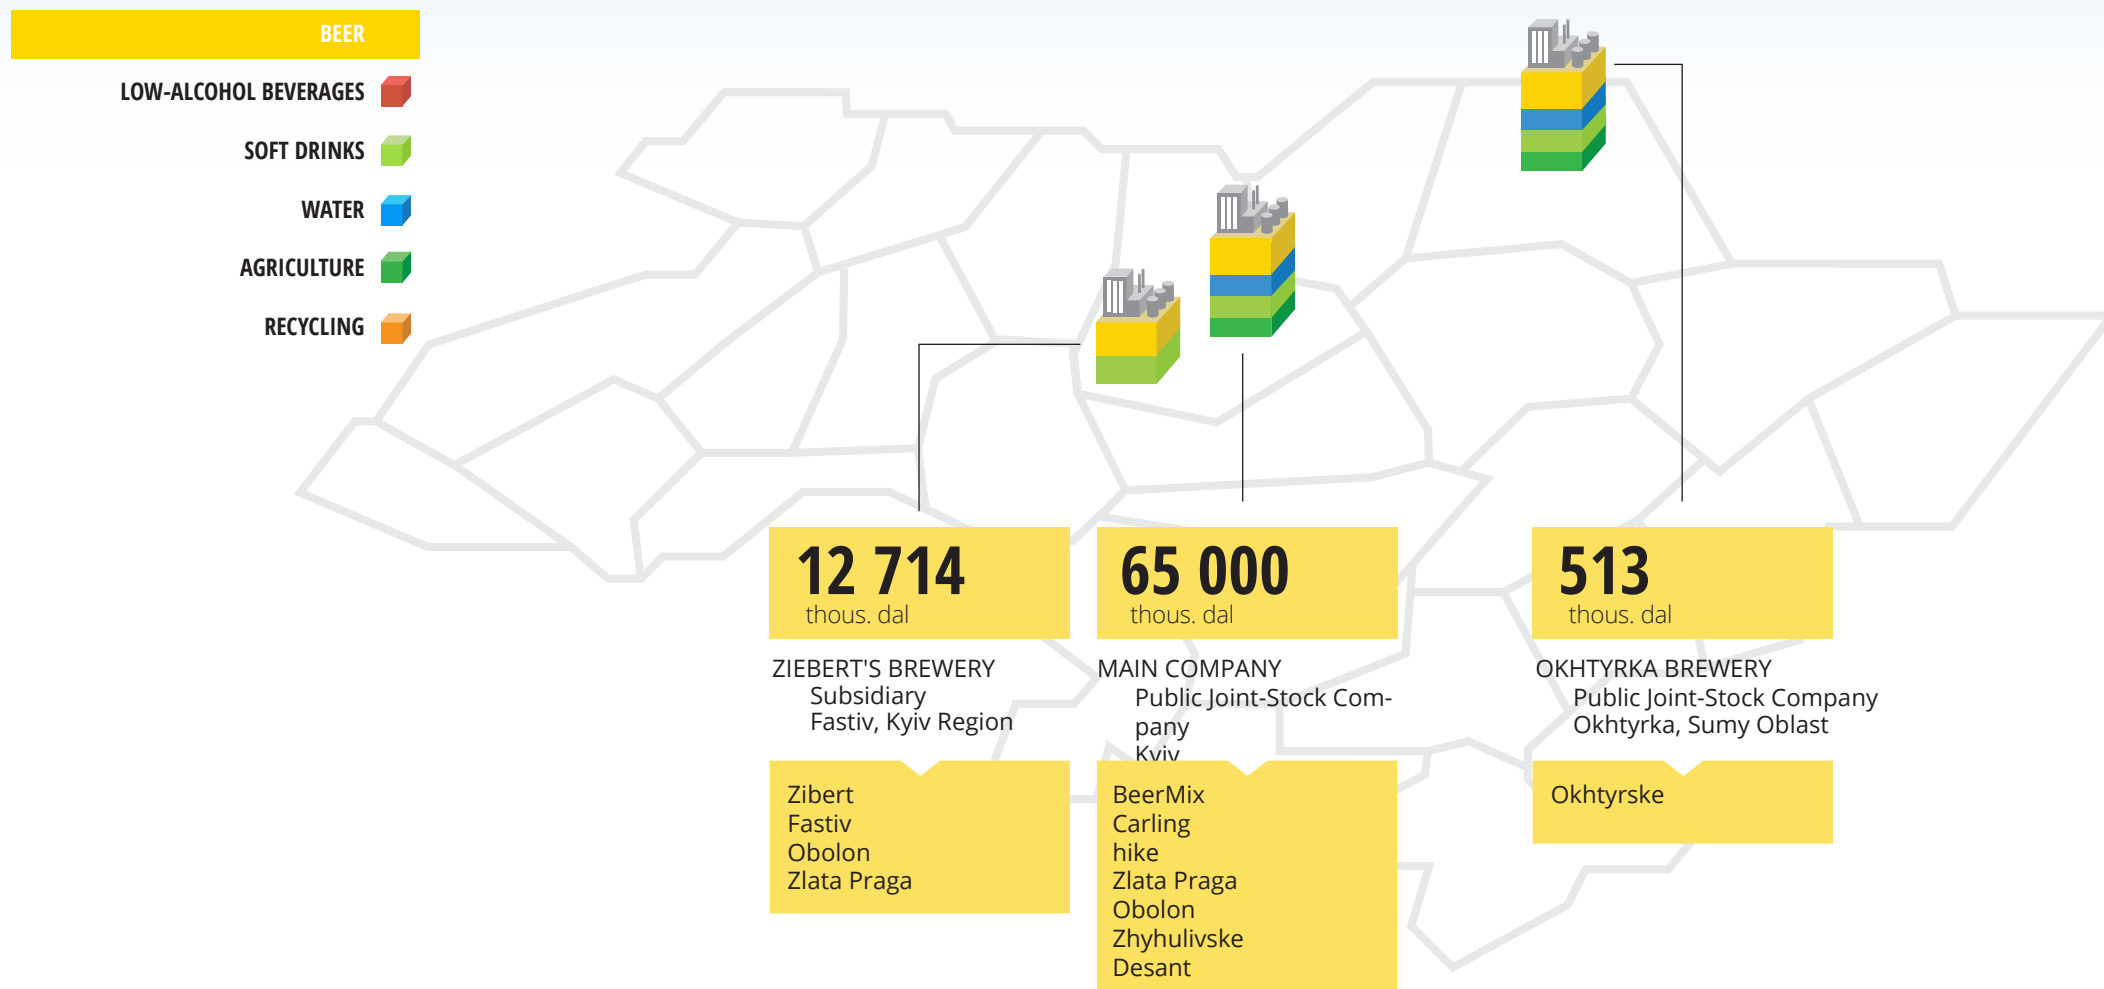 BEER
LOW-ALCOHOL BEVERAGES
SOFT DRINKS
WATER
AGRICULTURE
RECYCLING
12 714
thous. dal
ZIEBERT'S BREWERY
Subsidiary
Fastiv, Kyiv Region
Zibert
Fastiv
Obolon
Zlata Praga
65 000
thous. dal
MAIN COMPANY
Public Joint-Stock Com-
pany
Kyiv
BeerMix
Carling
hike
Zlata Praga
Obolon
Zhyhulivske
Desant
513
thous. dal
OKHTYRKA BREWERY
Public Joint-Stock Company
Okhtyrka, Sumy Oblast
Okhtyrske